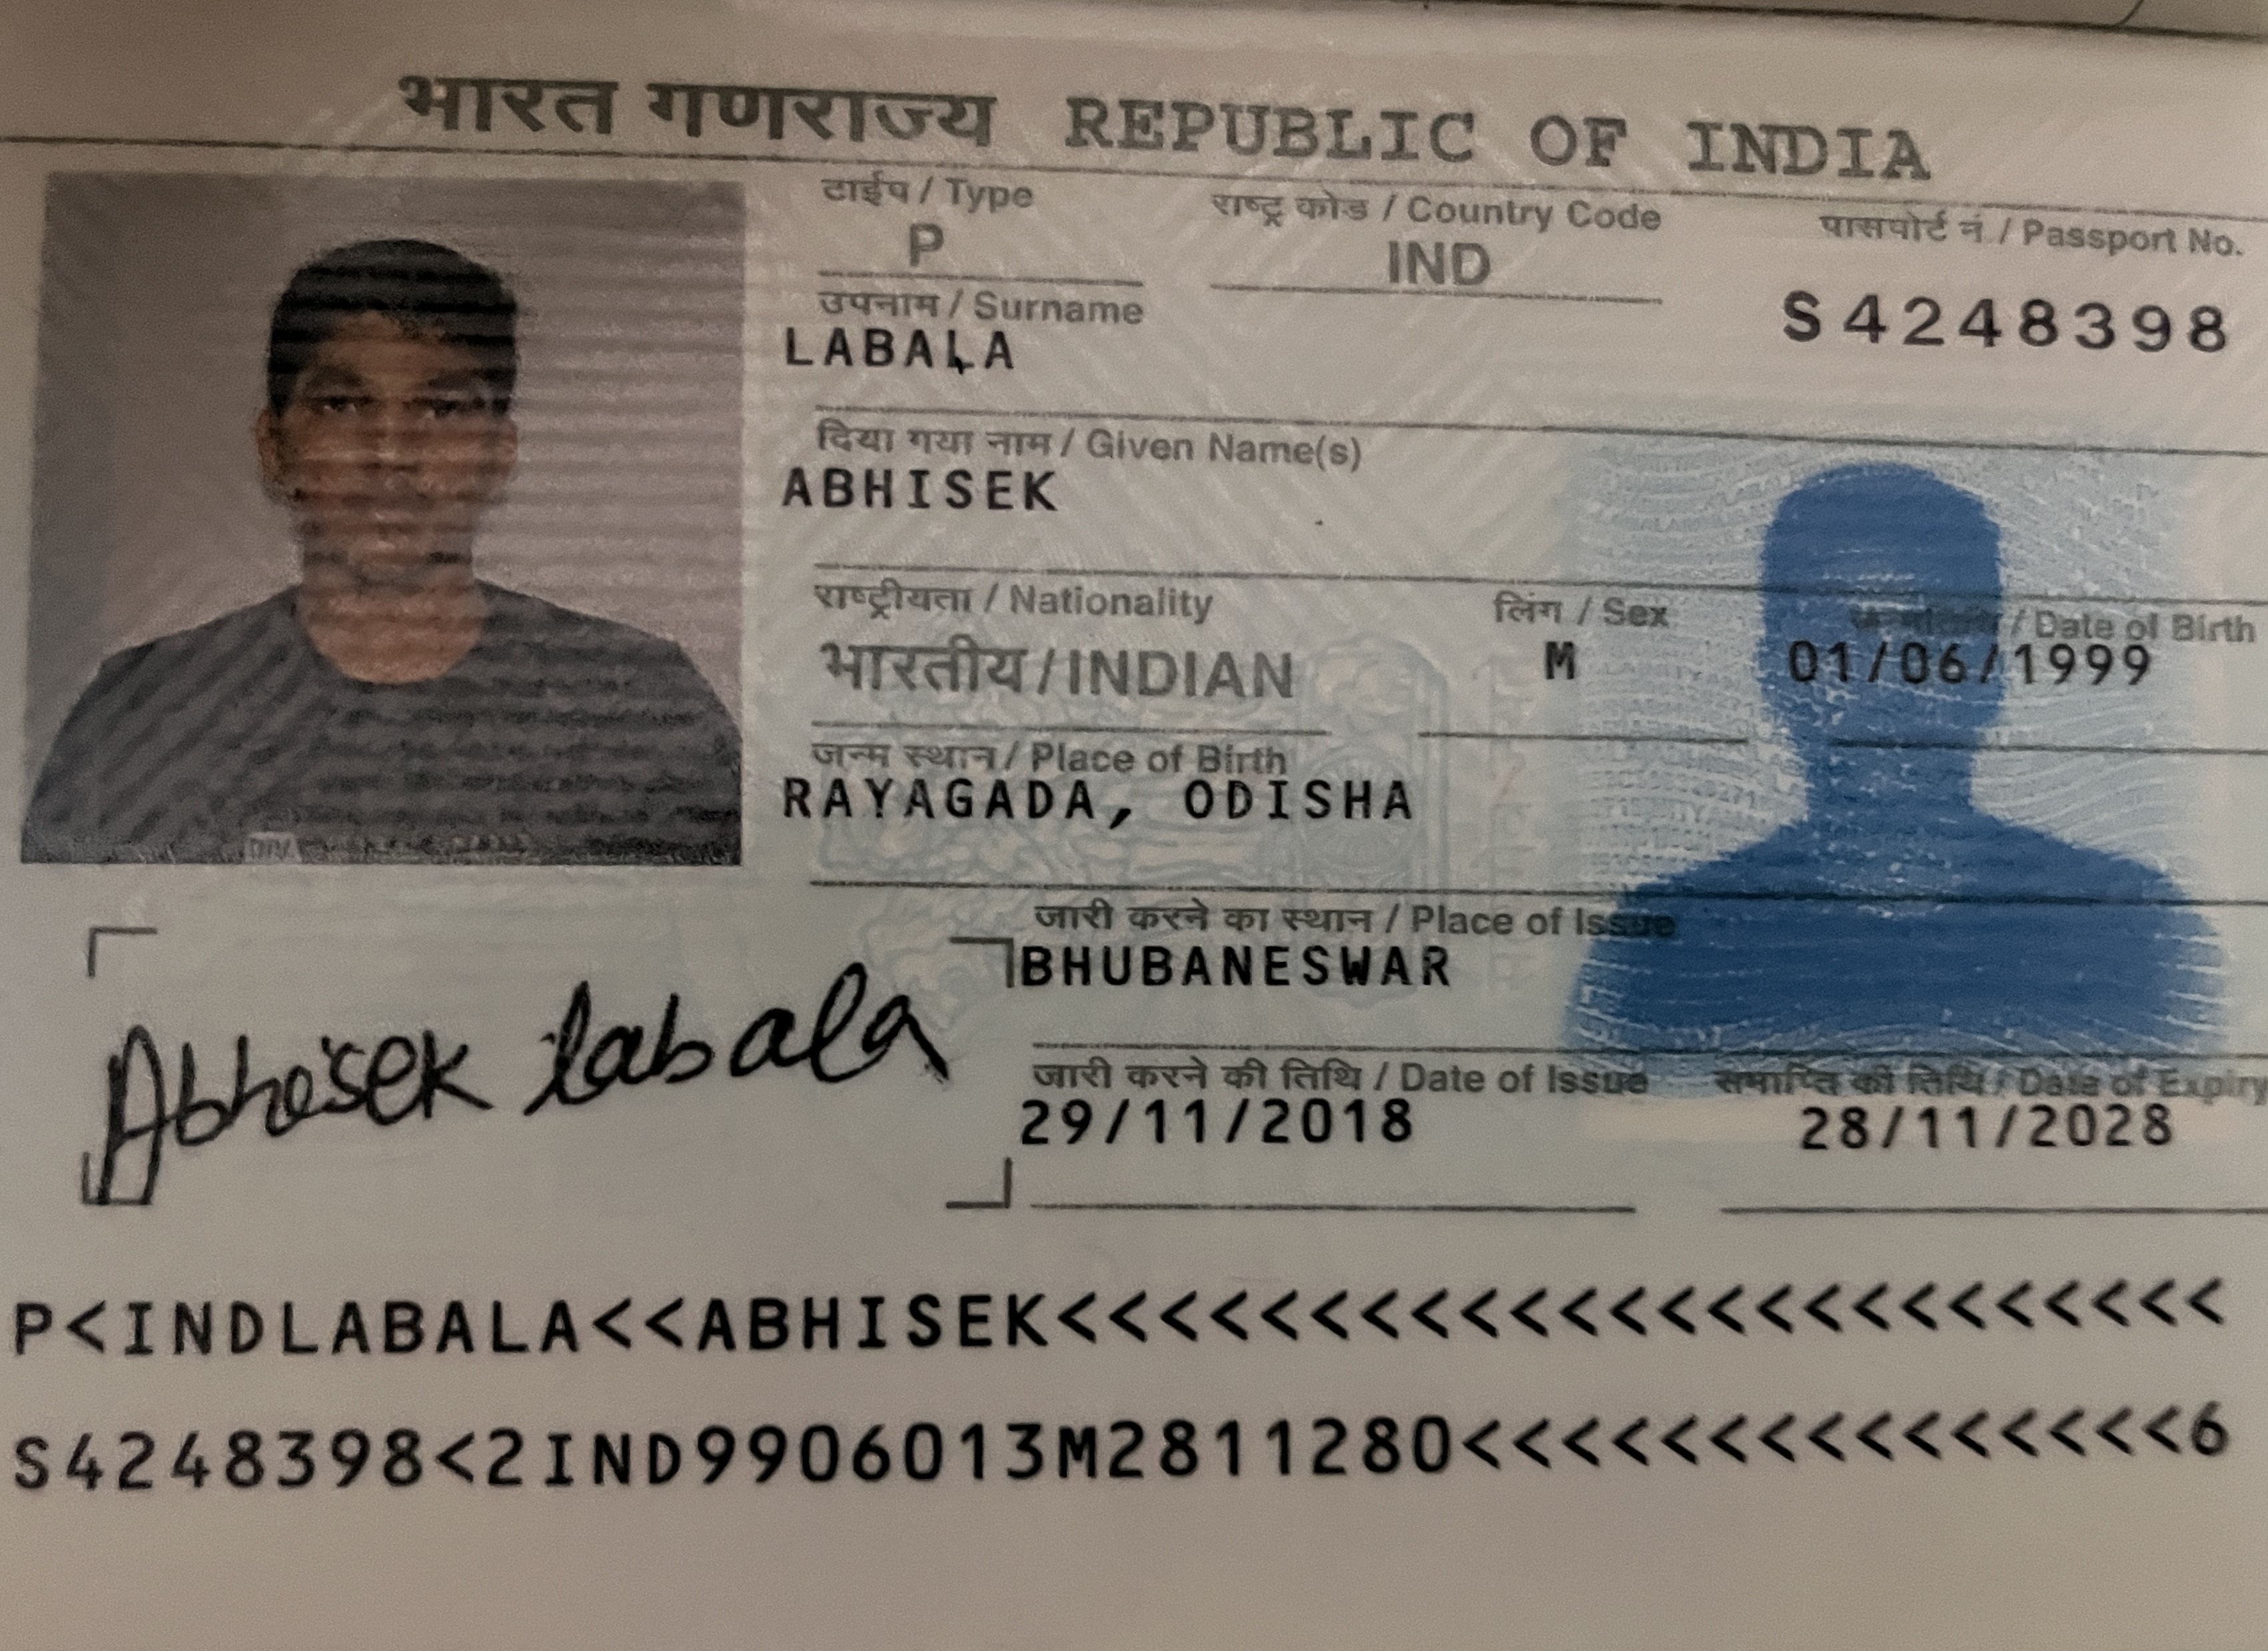 भारत गणराज्य REPUBLIC OF INDIA
टाईप / Type
राष्ट्र कोड / Country Code
पासपोर्ट नं. / Passport No.
P
IND
S4248398
उपनाम / Surname
LABALA
दिया गया नाम / Given Name(s)
ABHISEK
राष्ट्रीयता / Nationality
लिंग / Sex
/ Date of Birth
भारतीय / INDIAN
M
01/06/1999
जन्म स्थान / Place of Birth
RAYAGADA, ODISHA
जारी करने का स्थान / Place of Issue
BHUBANESWAR
Abhisek labala
जारी करने की तिथि / Date of Issue
समाप्ति की तिथि / Date of Expiry
29/11/2018
28/11/2028
P<INDLABALA<<ABHISEK<<<<<<<<<<<<<<<<<<<<<<<
S4248398<2IND9906013M2811280<<<<<<<<<<<<<<6